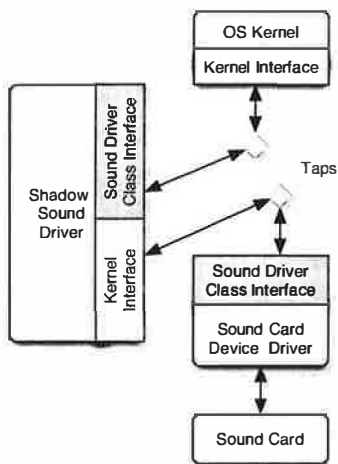 OS Kernel
Kernel Interface
Taps
Shadow
Sound
Driver
Sound Driver
Class Interface
Kernel
Interface
Sound Driver
Class Interface
Sound Card
Device Driver
Sound Card